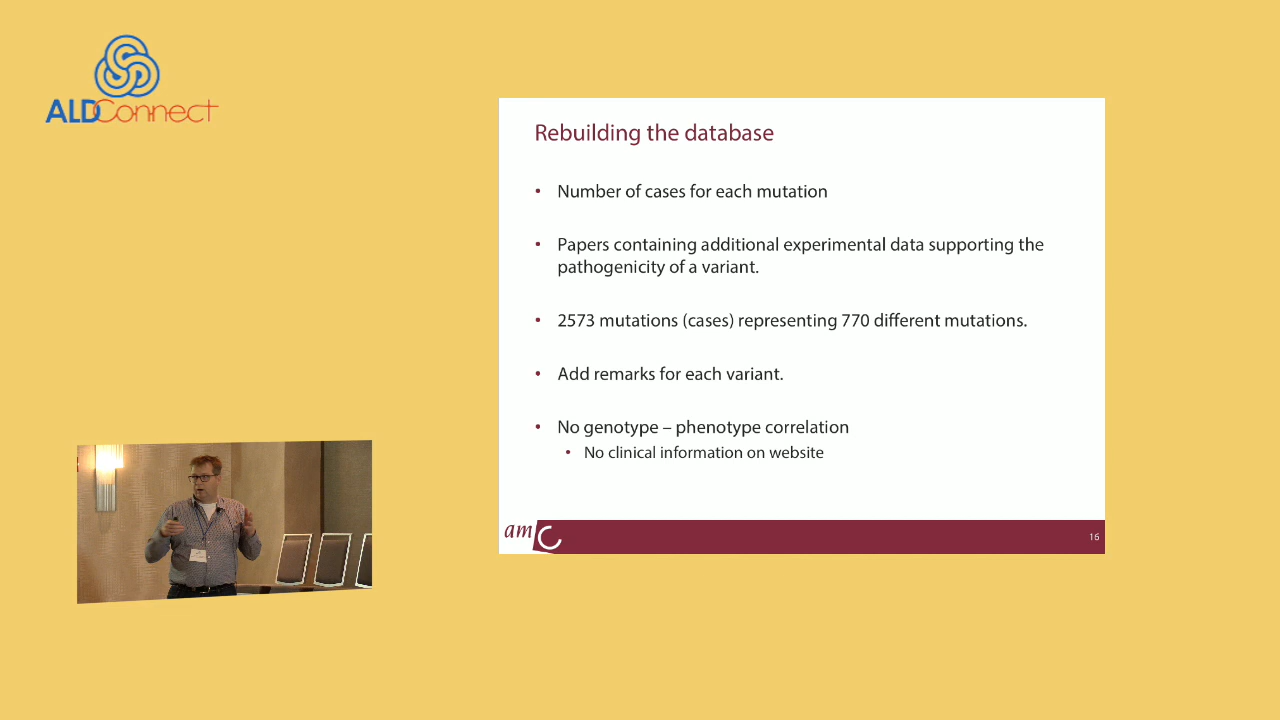 ALDConnect
Rebuilding the database
• Number of cases for each mutation
• Papers containing additional experimental data supporting the
pathogenicity of a variant.
• 2573 mutations (cases) representing 770 different mutations.
• Add remarks for each variant.
• No genotype – phenotype correlation
• No clinical information on website
amC
16